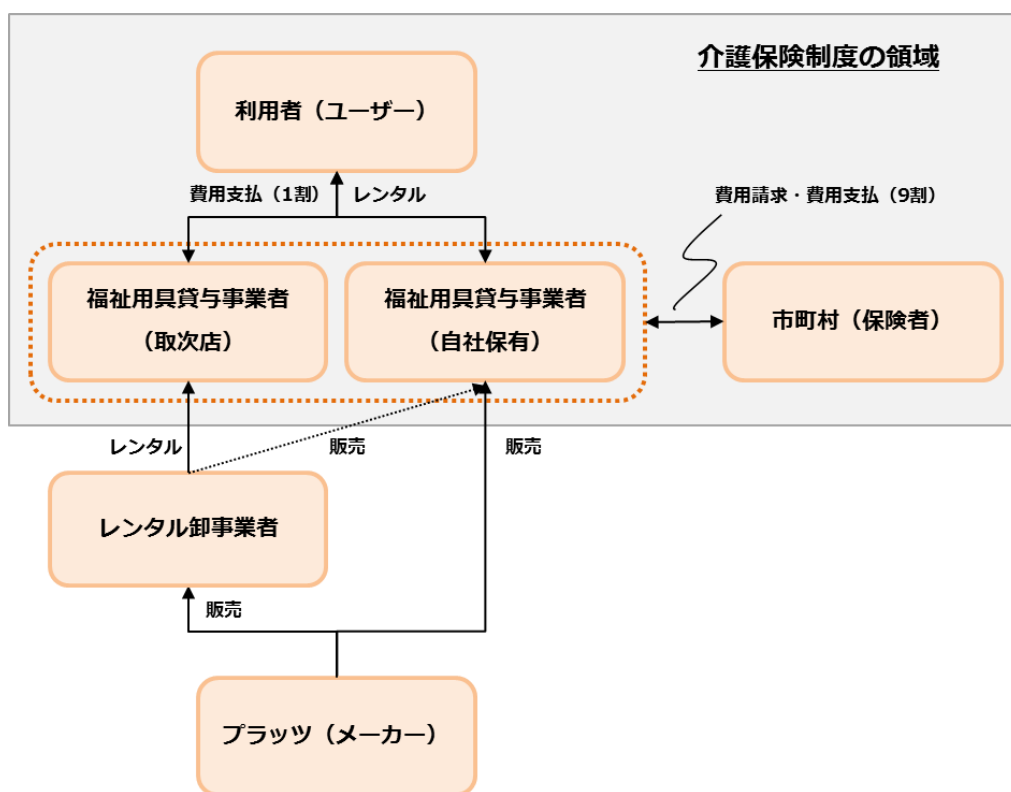 介護保険制度の領域
利用者（ユーザー）
費用支払（1割）
レンタル
費用請求・費用支払（9割）
福祉用具貸与事業者
（取次店）
福祉用具貸与事業者
（自社保有）
市町村（保険者）
レンタル
販売
販売
レンタル卸事業者
販売
プラッツ（メーカー）